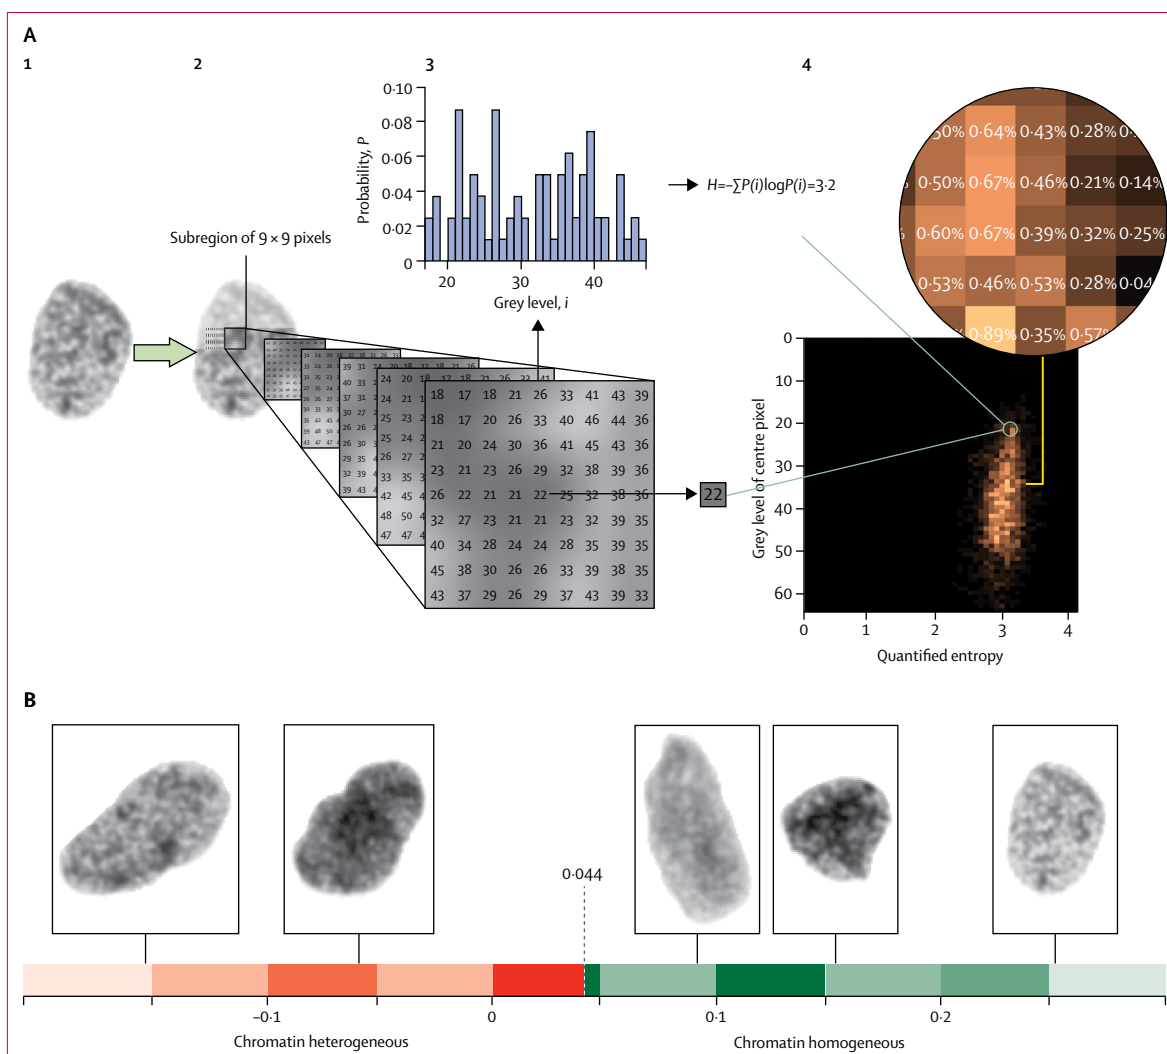 A
1
2
3
4
0·10
0·08
0·06
0·04
0·02
0
Probability, P
20
30
40
Grey level, i
H=–∑P(i)logP(i)=3·2
Subregion of 9 × 9 pixels
0·64% 0·43% 0·28%
0·50% 0·67% 0·46% 0·21% 0·14%
0·60% 0·67% 0·39% 0·32% 0·25%
0·53% 0·46% 0·53% 0·28% 0·04
0·89% 0·35% 0·57
18 17 18 21 26 33 41 43 39
18 17 20 26 33 40 46 44 36
21 20 24 30 36 41 45 43 36
23 21 23 26 29 32 38 39 36
26 22 21 21 22 25 32 38 36
32 27 23 21 21 23 32 39 35
40 34 28 24 24 28 35 39 35
45 38 30 26 26 33 39 38 35
43 37 29 26 29 37 43 39 33
22
Grey level of centre pixel
0
10
20
30
40
50
60
0 1 2 3 4
Quantified entropy
B
0·044
–0·1 0 0·1 0·2
Chromatin heterogeneous Chromatin homogeneous